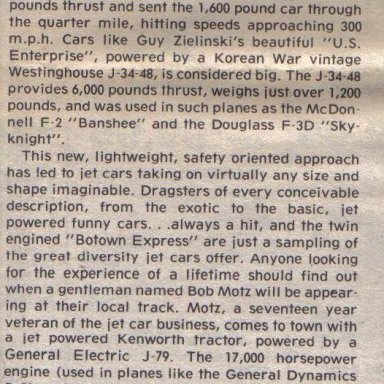 pounds thrust and sent the 1,600 pound car through
the quarter mile, hitting speeds approaching 300
m.p.h. Cars like Guy Zielinski's beautiful "U.S.
Enterprise", powered by a Korean War vintage
Westinghouse J-34-48, is considered big. The J-34-48
provides 6,000 pounds thrust, weighs just over 1,200
pounds, and was used in such planes as the McDon-
nell F-2 "Banshee" and the Douglass F-3D "Sky-
knight".
This new, lightweight, safety oriented approach
has led to jet cars taking on virtually any size and
shape imaginable. Dragsters of every conceivable
description, from the exotic to the basic, jet
powered funny cars. . .always a hit, and the twin
engined "Botown Express" are just a sampling of
the great diversity jet cars offer. Anyone looking
for the experience of a lifetime should find out
when a gentleman named Bob Motz will be appear-
ing at their local track. Motz, a seventeen year
veteran of the jet car business, comes to town with
a jet powered Kenworth tractor, powered by a
General Electric J-79. The 17,000 horsepower
engine (used in planes like the General Dynamics